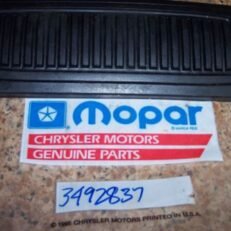 Mopar
CHRYSLER MOTORS
GENUINE PARTS
3492837
© 1986 CHRYSLER MOTORS PRINTED IN U.S.A.